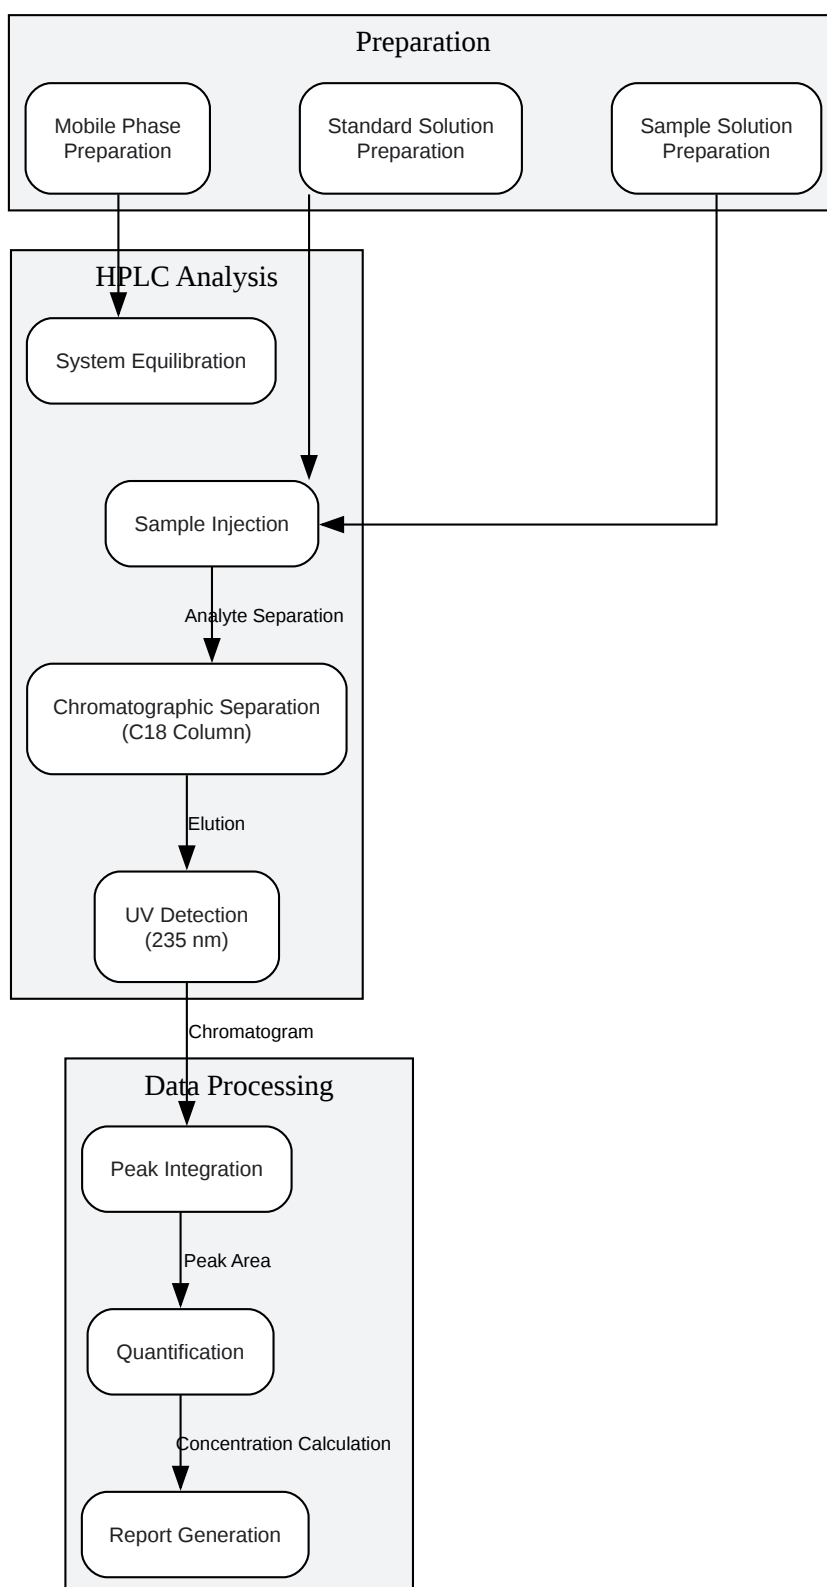 Preparation
Mobile Phase
Preparation
Standard Solution
Preparation
Sample Solution
Preparation
HPLC Analysis
System Equilibration
Sample Injection
Analyte Separation
Chromatographic Separation
(C18 Column)
Elution
UV Detection
(235 nm)
Chromatogram
Data Processing
Peak Integration
Peak Area
Quantification
Concentration Calculation
Report Generation